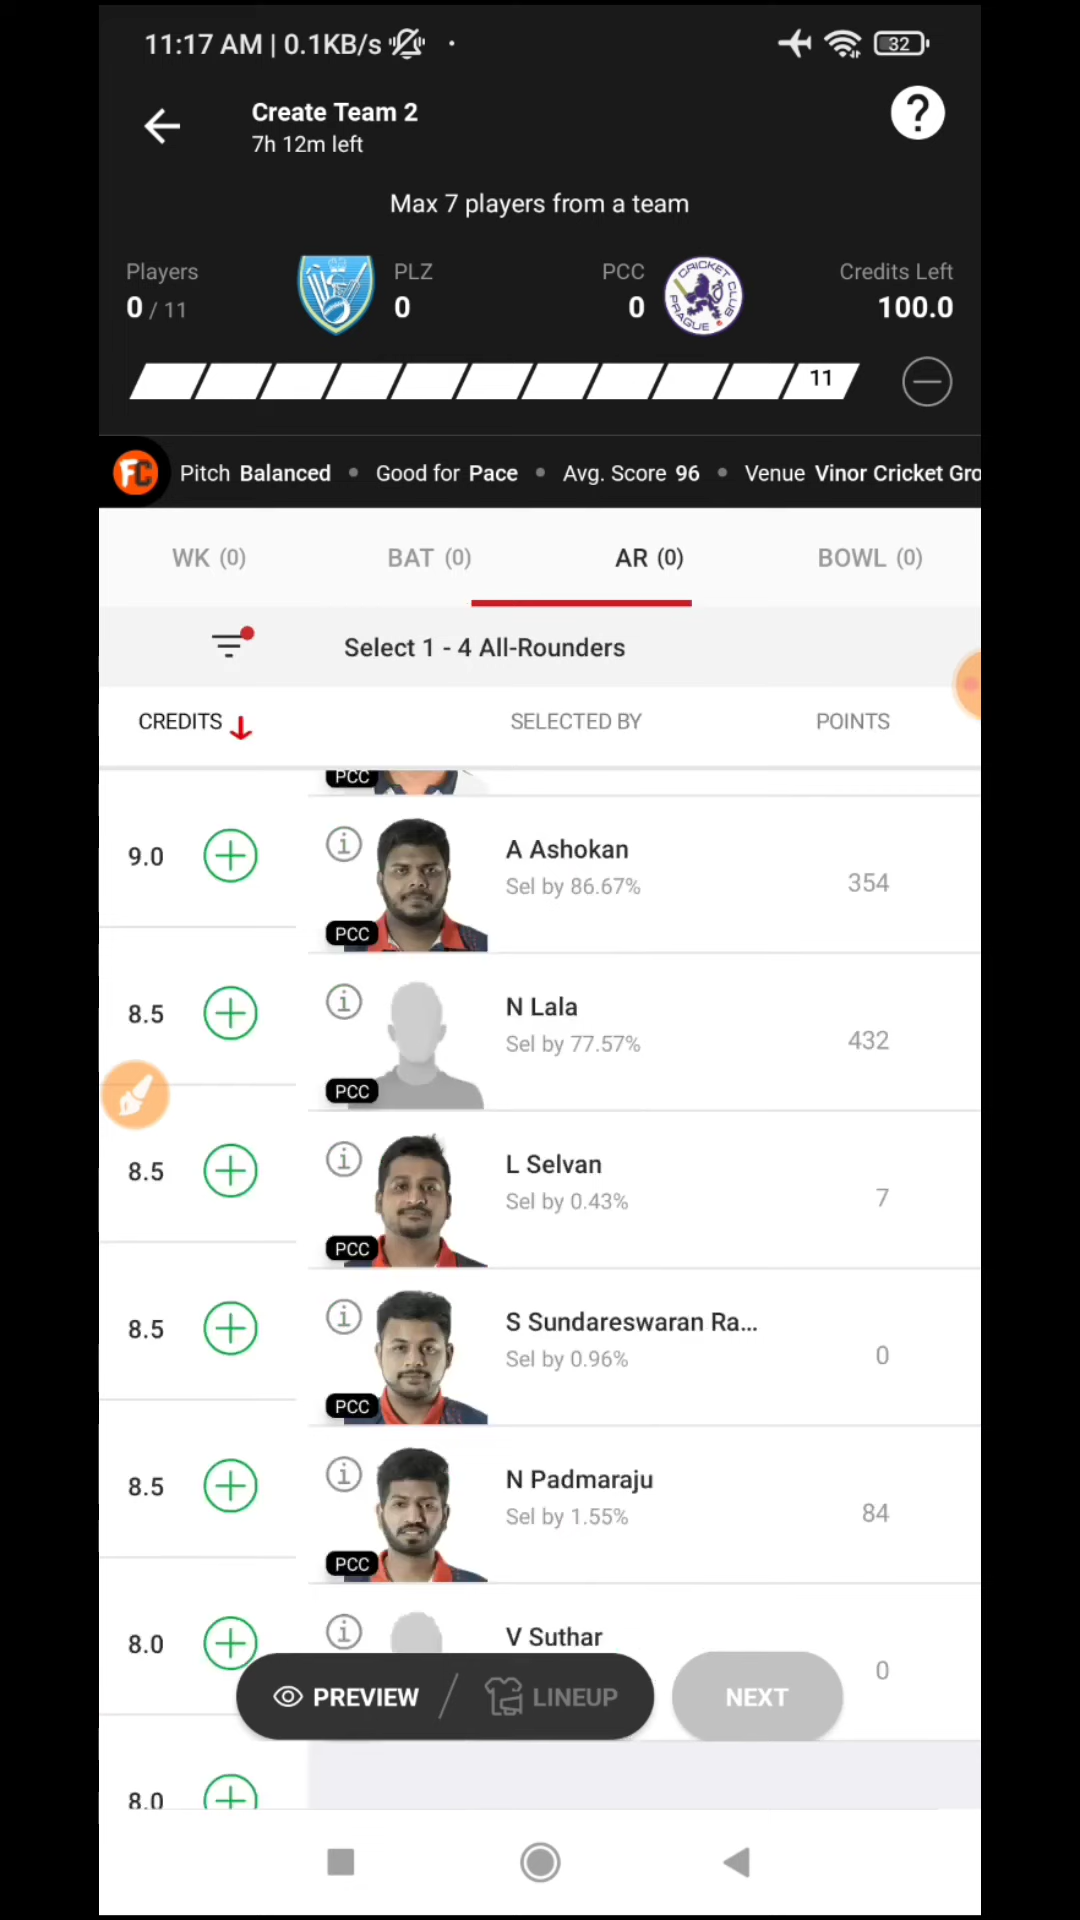 11:17 AM | 0.1KB/s
32
Create Team 2
7h 12m left
?
Max 7 players from a team
Players
0 / 11
PLZ
0
PCC
0
CRICKET CLUB
PRAGUE
Credits Left
100.0
11
FC
Pitch Balanced • Good for Pace • Avg. Score 96 • Venue Vinor Cricket Gro
WK (0)
BAT (0)
AR (0)
BOWL (0)
Select 1 - 4 All-Rounders
CREDITS
SELECTED BY
POINTS
PCC
9.0
A Ashokan
Sel by 86.67%
354
PCC
8.5
N Lala
Sel by 77.57%
432
PCC
8.5
L Selvan
Sel by 0.43%
7
PCC
8.5
S Sundareswaran Ra...
Sel by 0.96%
0
PCC
8.5
N Padmaraju
Sel by 1.55%
84
PCC
8.0
V Suthar
0
PREVIEW
LINEUP
NEXT
8.0